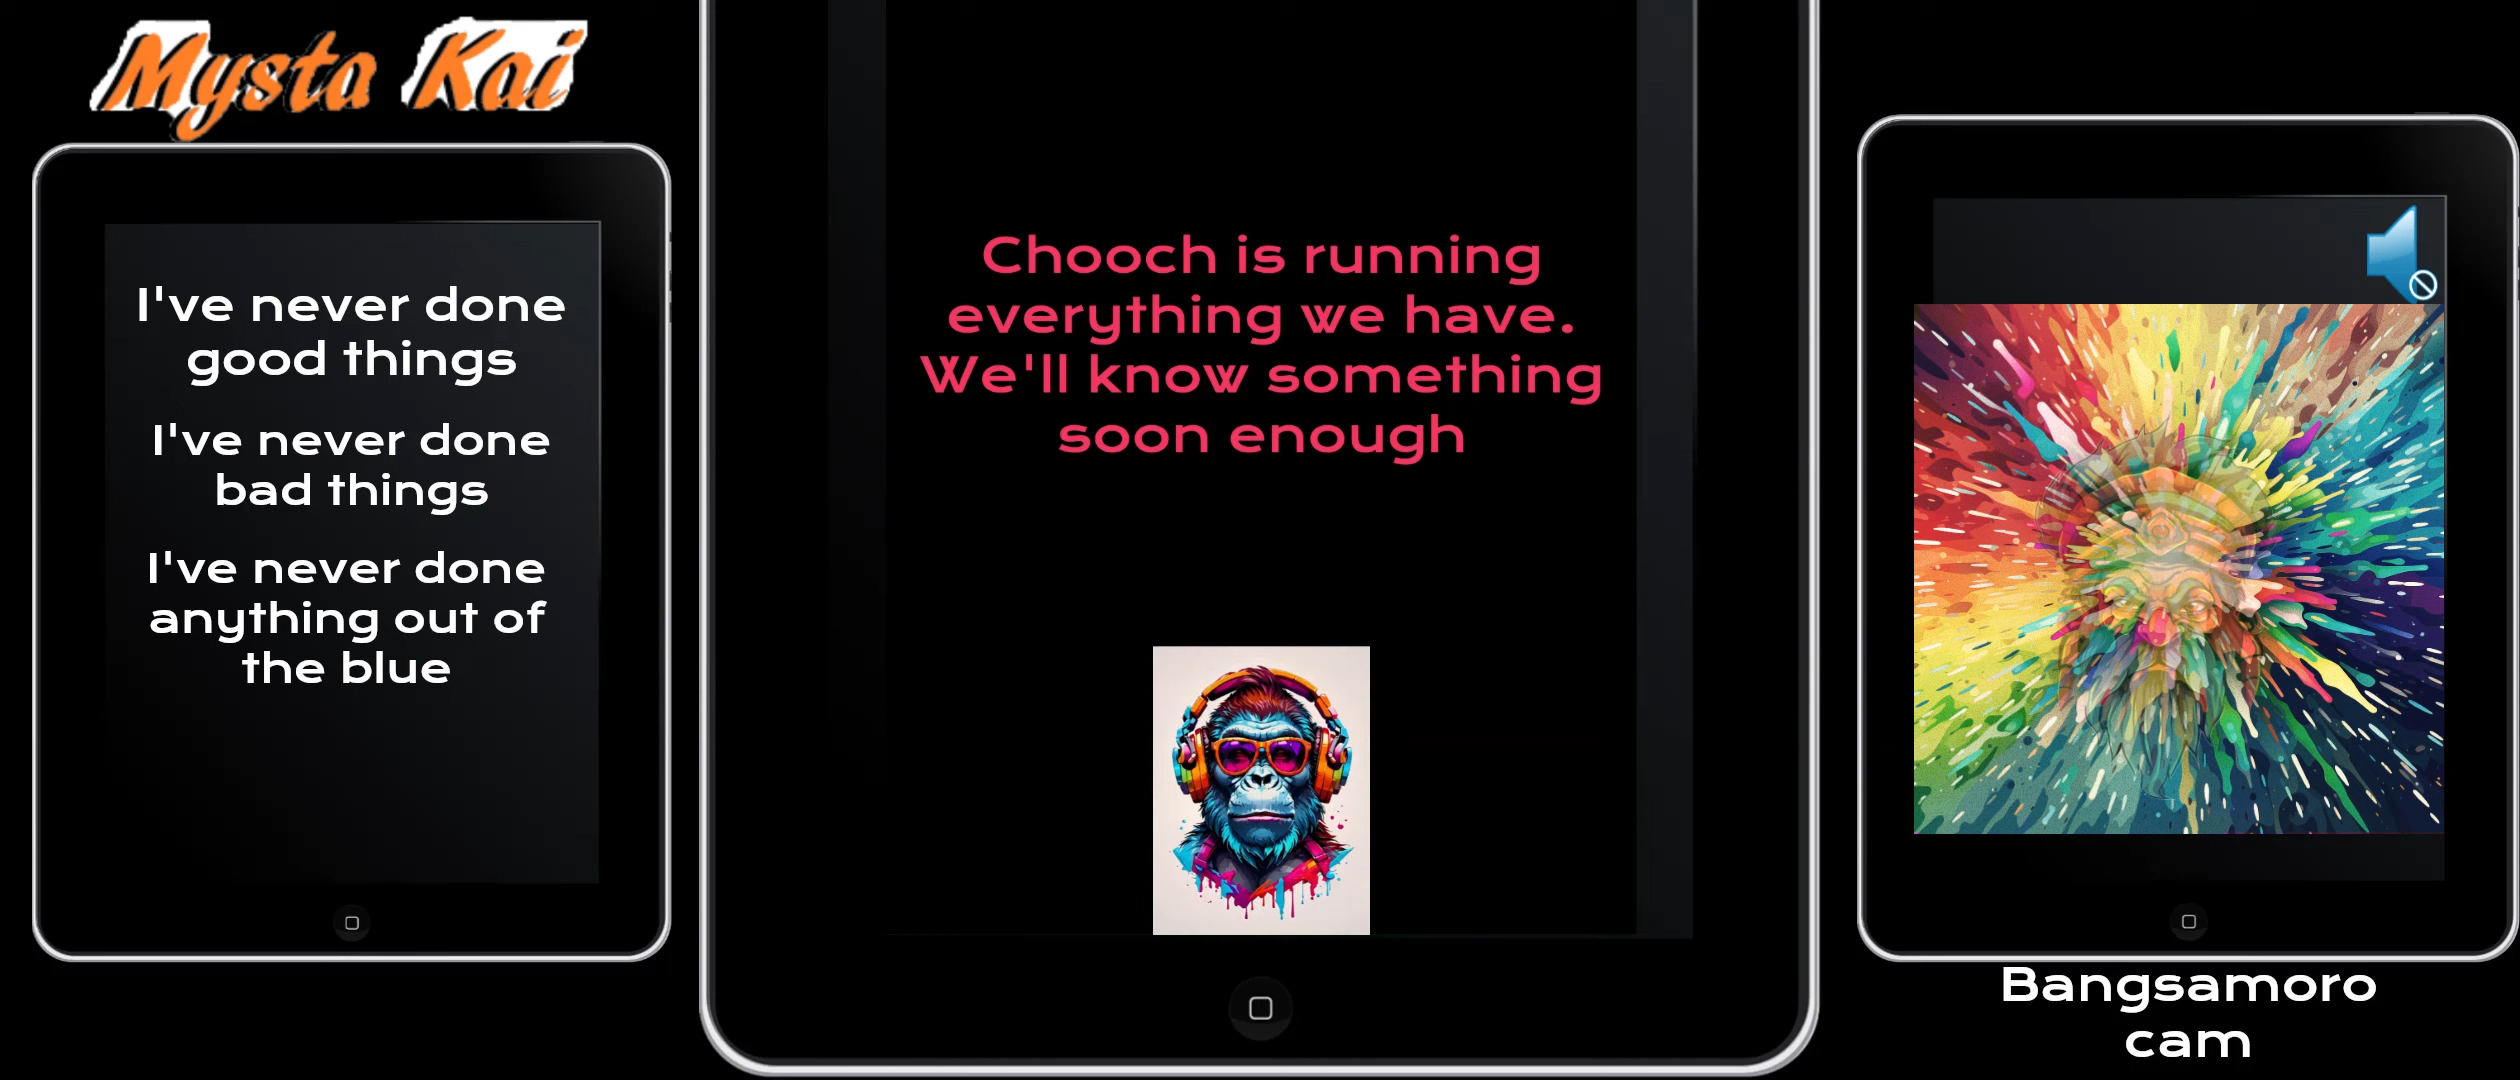 Mysta Kai
I've never done
good things
I've never done
bad things
I've never done
anything out of
the blue
Chooch is running
everything we have.
We'll know something
soon enough
Bangsamoro
cam